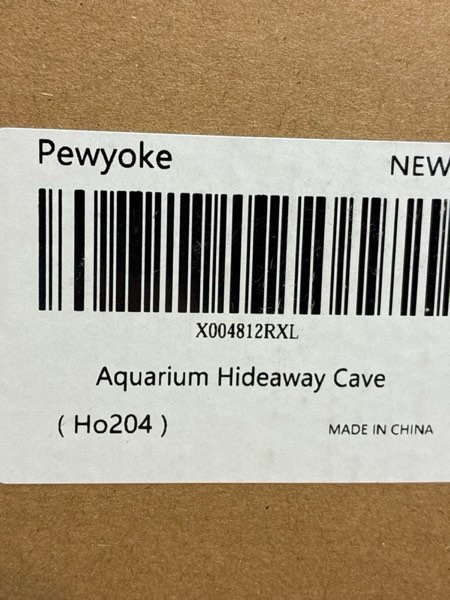 Pewyoke NEW
X004812RXL
Aquarium Hideaway Cave
( Ho204 ) MADE IN CHINA